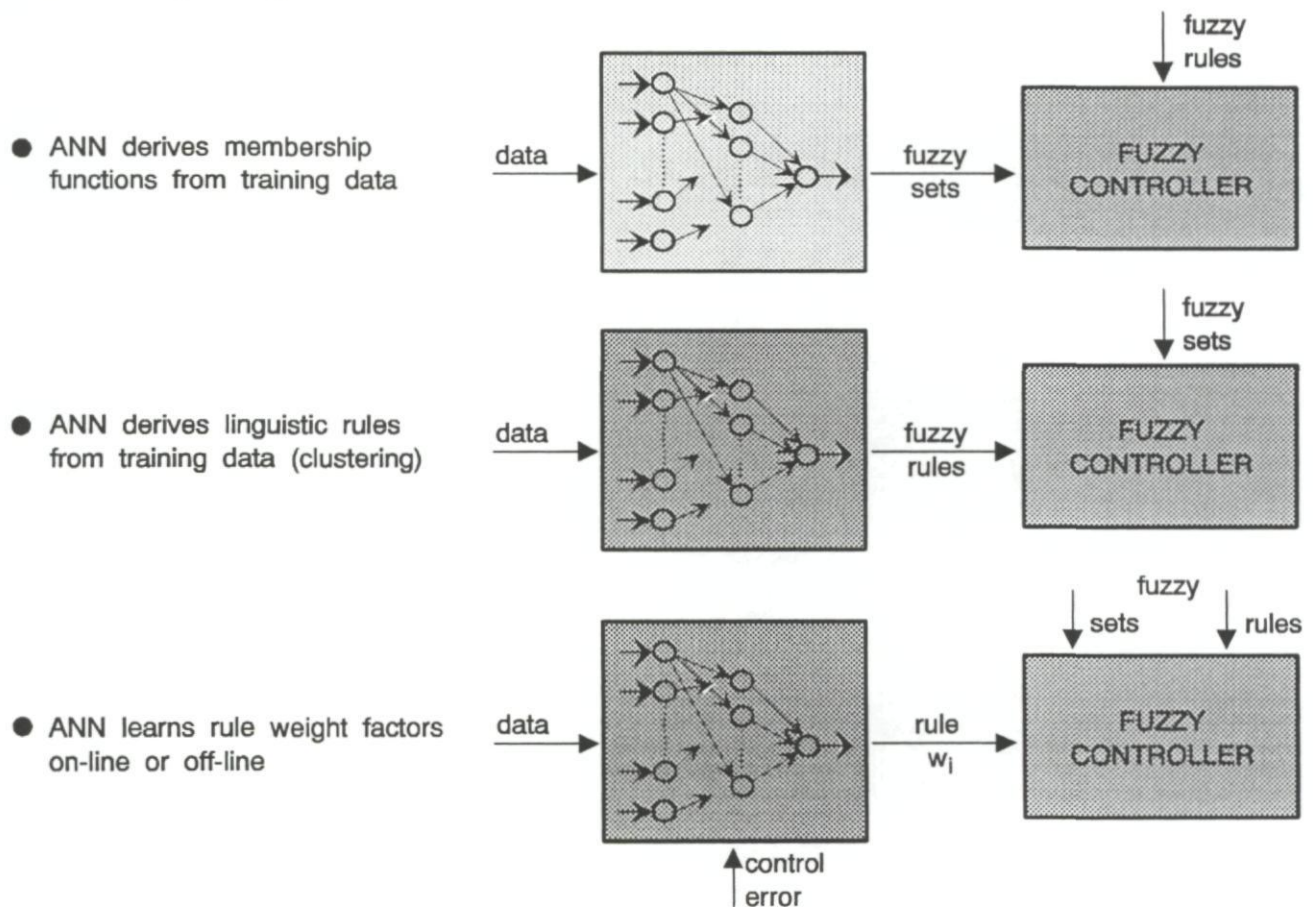 fuzzy
rules
● ANN derives membership
functions from training data
data
fuzzy
sets
FUZZY
CONTROLLER
fuzzy
sets
● ANN derives linguistic rules
from training data (clustering)
data
fuzzy
rules
FUZZY
CONTROLLER
fuzzy
sets
rules
● ANN learns rule weight factors
on-line or off-line
data
rule
wi
FUZZY
CONTROLLER
control
error